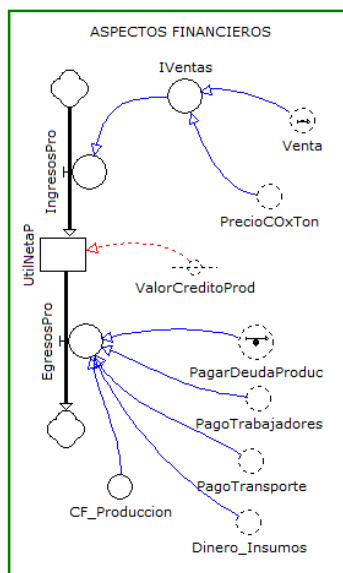 ASPECTOS FINANCIEROS
IVentas
Venta
IngresosPro
PrecioCOxTon
UtilNetaP
ValorCreditoProd
EgresosPro
PagarDeudaProduc
PagoTrabajadores
PagoTransporte
CF_Produccion
Dinero_Insumos